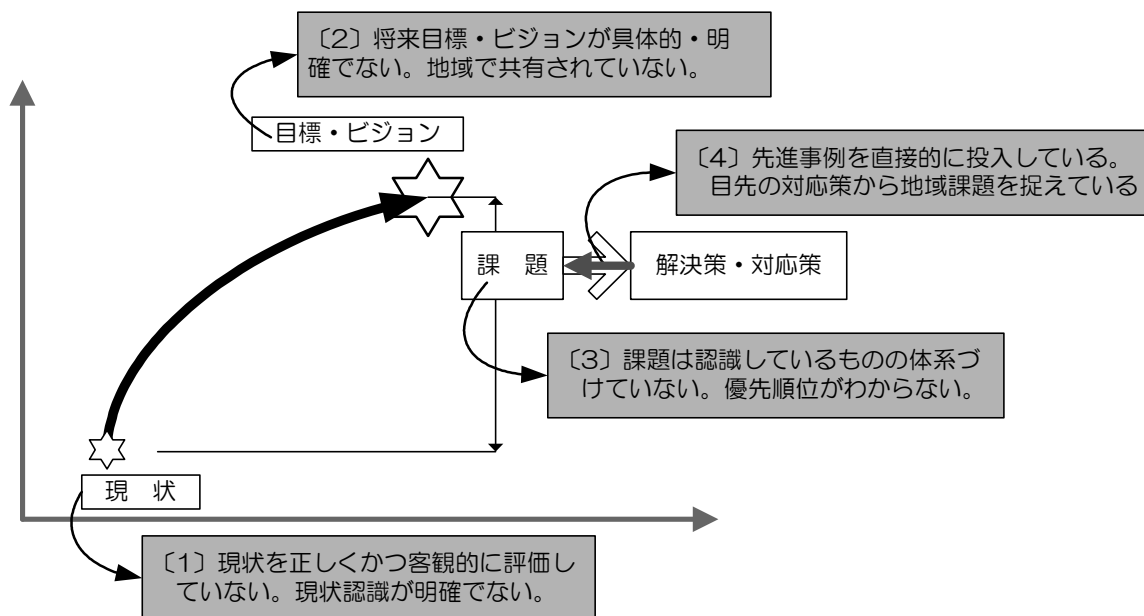 〔2〕将来目標・ビジョンが具体的・明
確でない。地域で共有されていない。
目標・ビジョン
〔4〕先進事例を直接的に投入している。
目先の対応策から地域課題を捉えている
課　題
解決策・対応策
〔3〕課題は認識しているものの体系づ
けていない。優先順位がわからない。
現　状
〔1〕現状を正しくかつ客観的に評価し
ていない。現状認識が明確でない。